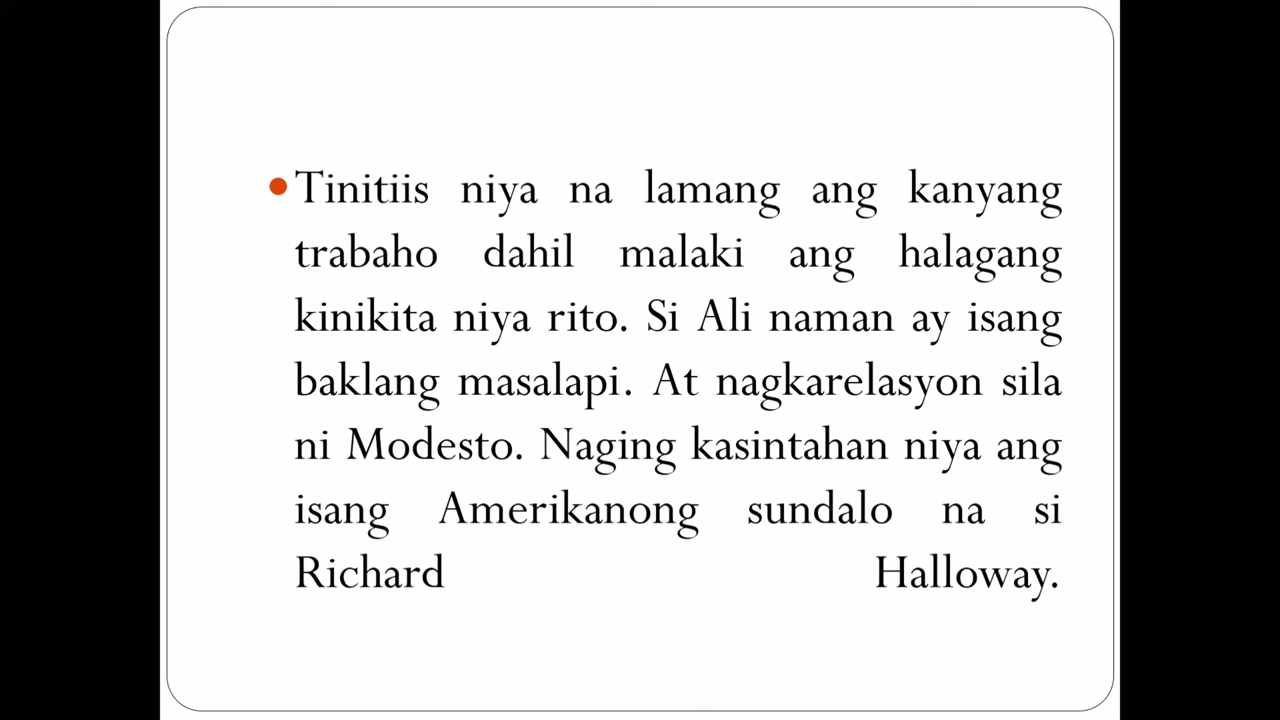 Tinitiis niya na lamang ang kanyang
trabaho dahil malaki ang halagang
kinikita niya rito. Si Ali naman ay isang
baklang masalapi. At nagkarelasyon sila
ni Modesto. Naging kasintahan niya ang
isang Amerikanong sundalo na si
Richard Halloway.